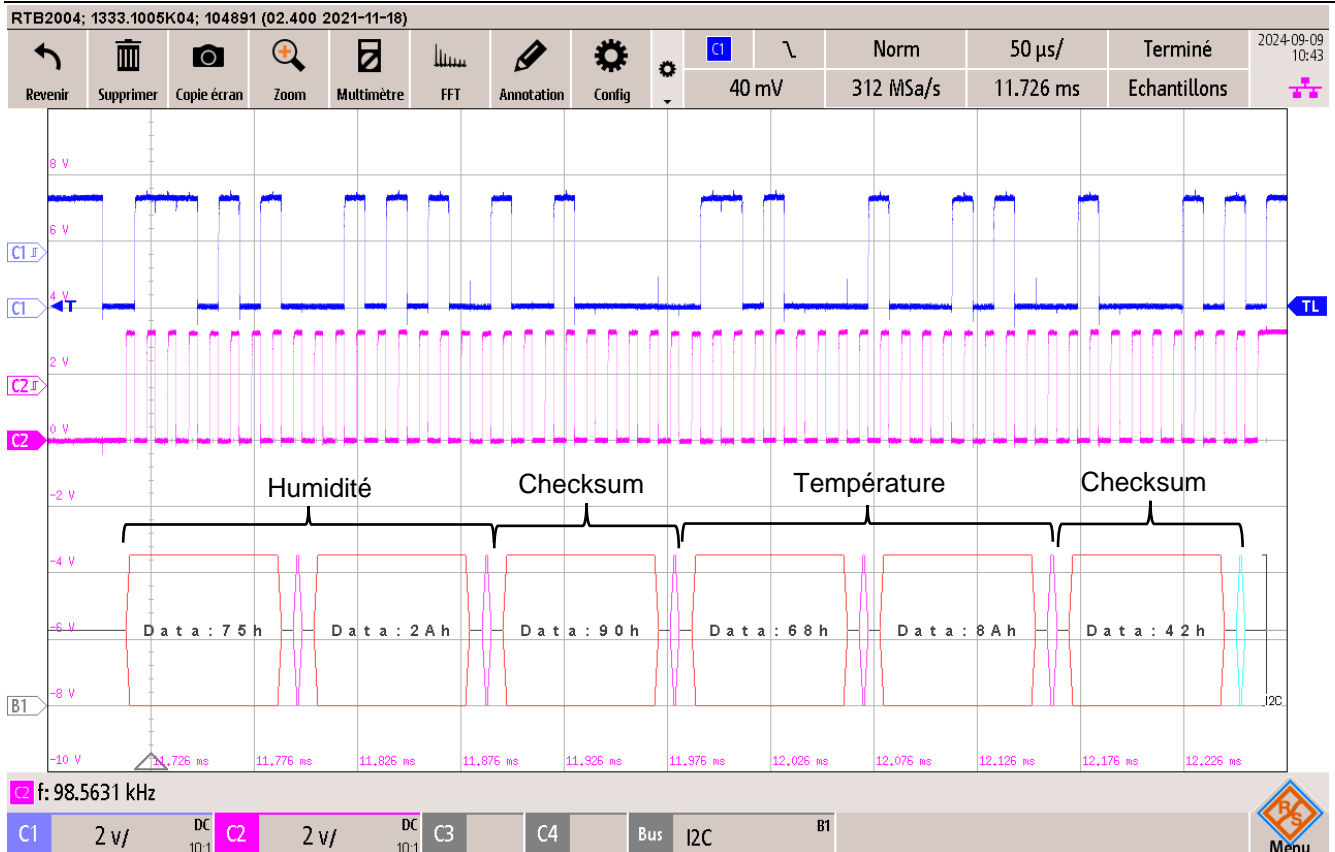 RTB2004; 1333.1005K04; 104891 (02.400 2021-11-18)
Revenir Supprimer Copie écran Zoom Multimètre FFT Annotation Config
C1 Norm 50 µs/ Terminé
40 mV 312 MSa/s 11.726 ms Echantillons
2024-09-09
10:43
8 V
6 V
C1
4 V
C1 T TL
2 V
C2
0 V
C2
Humidité Checksum Température Checksum
-2 V
-4 V
Data:75h Data:2Ah Data:90h Data:68h Data:8Ah Data:42h
-6 V
-8 V
B1 I2C
-10 V 11.726 ms 11.776 ms 11.826 ms 11.876 ms 11.926 ms 11.976 ms 12.026 ms 12.076 ms 12.126 ms 12.176 ms 12.226 ms
C2 f: 98.5631 kHz
C1 2 V/ DC 10:1 C2 2 V/ DC 10:1 C3 C4 Bus I2C B1
R&S
Menu